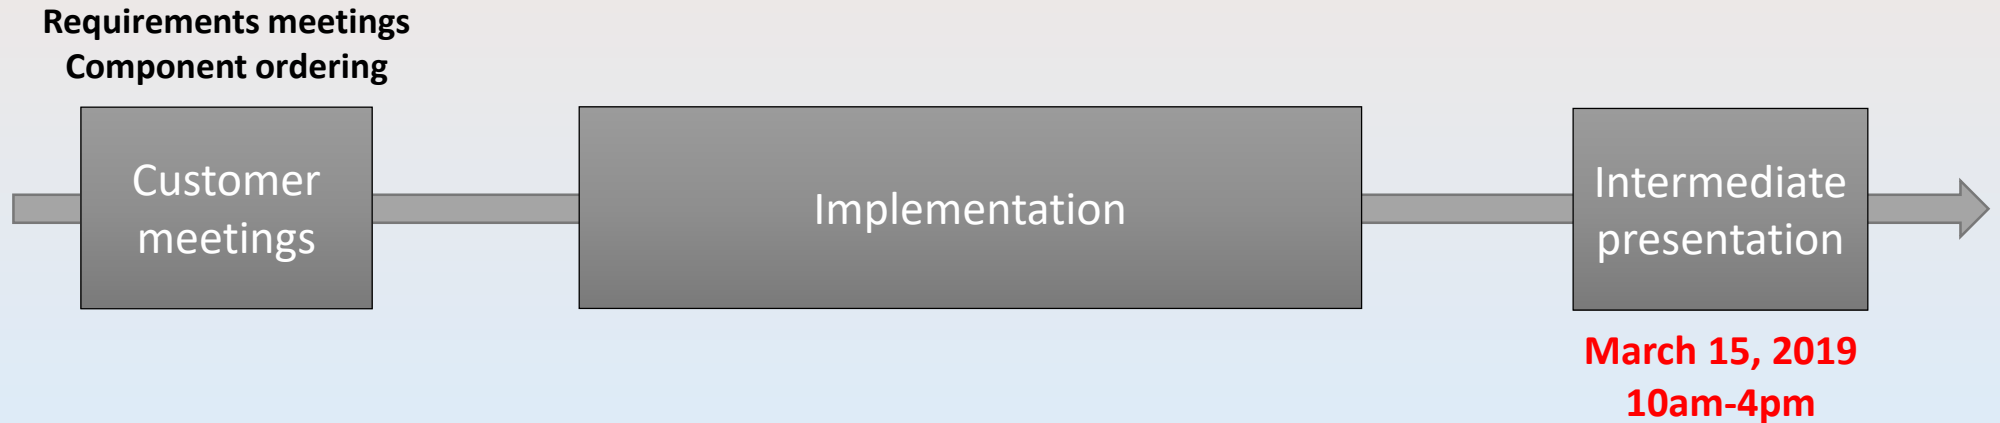 Requirements meetings
Component ordering
Customer
meetings
Implementation
Intermediate
presentation
March 15, 2019
10am-4pm